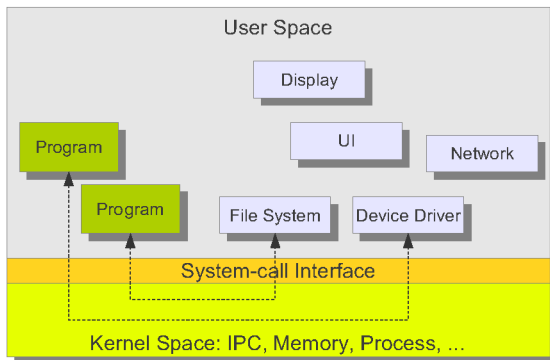 User Space
Display
UI
Program
Network
Program
File System
Device Driver
System-call Interface
Kernel Space: IPC, Memory, Process, ...